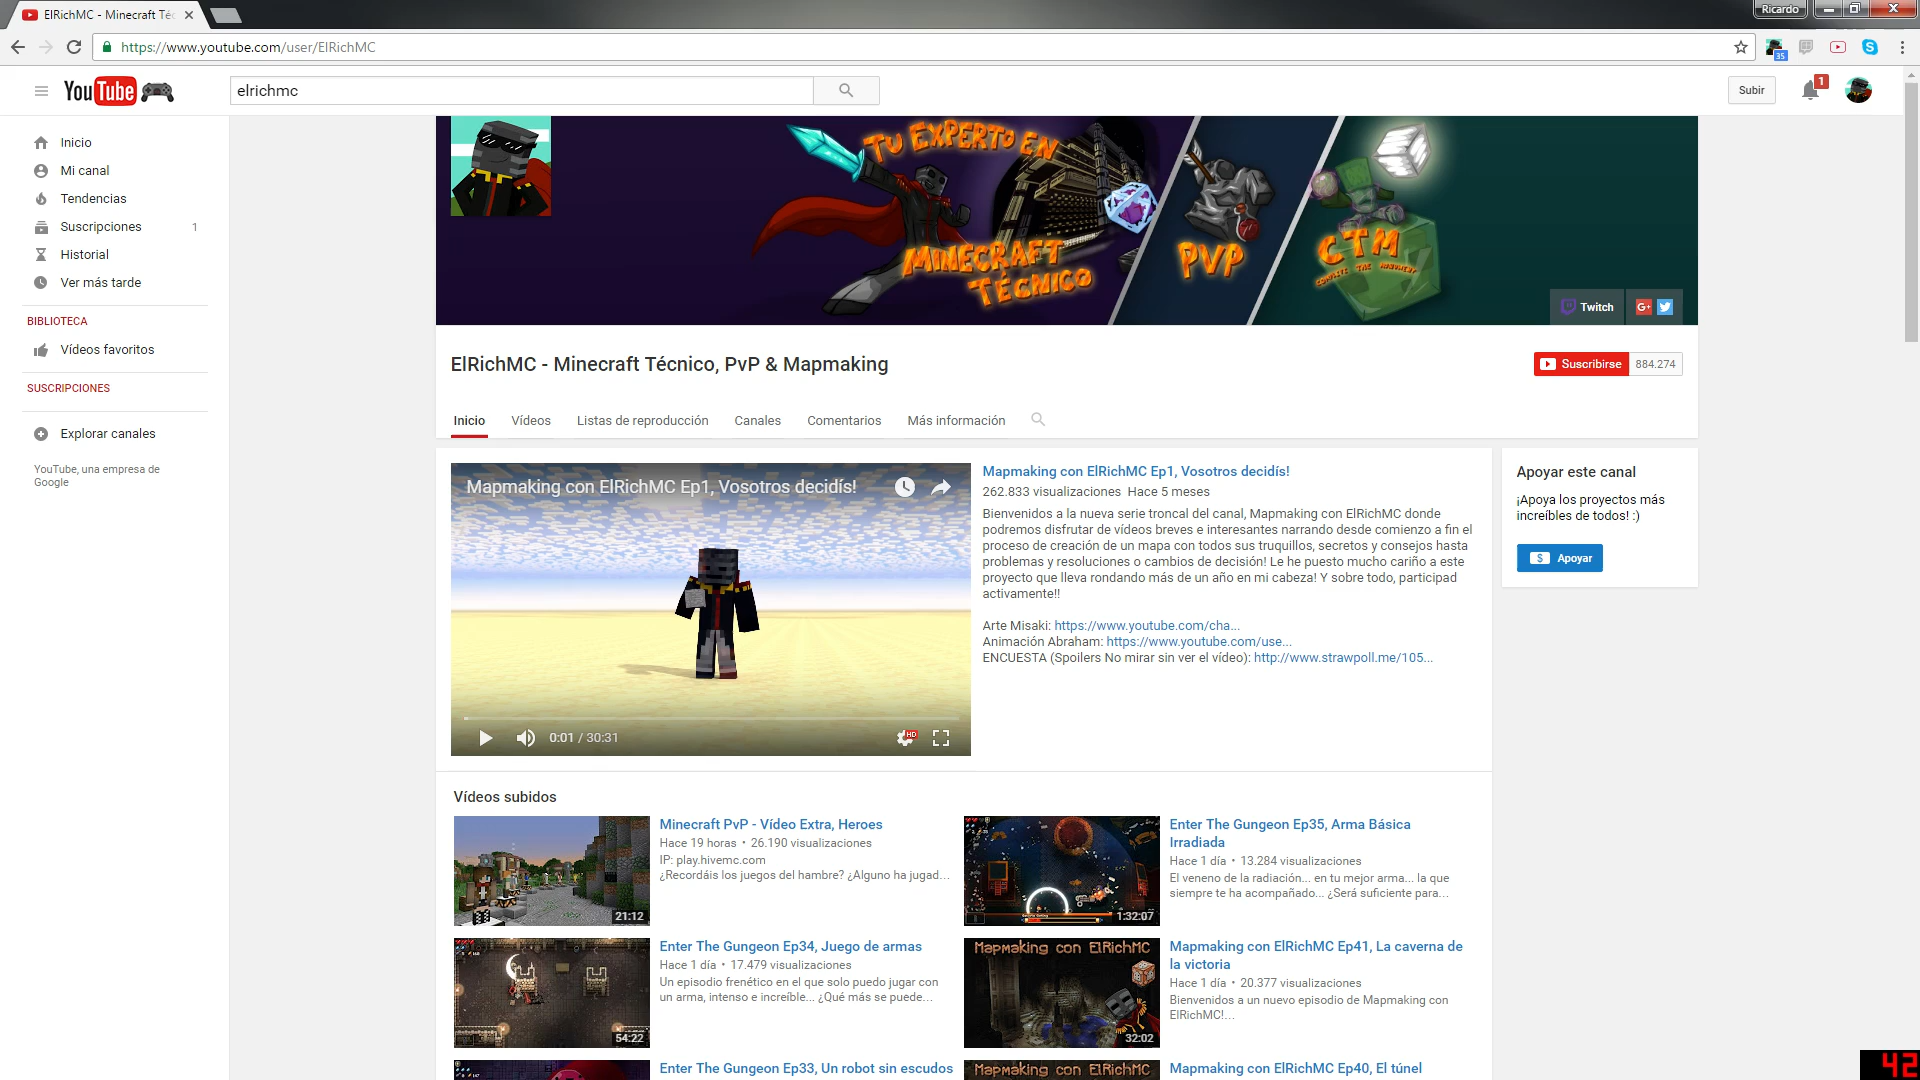 ElRichMC - Minecraft Téc
Ricardo
https://www.youtube.com/user/ElRichMC
35
YouTube
elrichmc
Subir
1
Inicio
Mi canal
Tendencias
Suscripciones 1
Historial
Ver más tarde
BIBLIOTECA
Vídeos favoritos
SUSCRIPCIONES
Explorar canales
YouTube, una empresa de
Google
TU EXPERTO EN
MINECRAFT
TÉCNICO
PVP
CTM
COMPLETE THE MONUMENT
Twitch
G+
ElRichMC - Minecraft Técnico, PvP & Mapmaking
Suscribirse 884.274
Inicio Vídeos Listas de reproducción Canales Comentarios Más información
Mapmaking con ElRichMC Ep1, Vosotros decidís!
0:01 / 30:31
HD
Mapmaking con ElRichMC Ep1, Vosotros decidís!
262.833 visualizaciones Hace 5 meses
Bienvenidos a la nueva serie troncal del canal, Mapmaking con ElRichMC donde
podremos disfrutar de vídeos breves e interesantes narrando desde comienzo a fin el
proceso de creación de un mapa con todos sus truquillos, secretos y consejos hasta
problemas y resoluciones o cambios de decisión! Le he puesto mucho cariño a este
proyecto que lleva rondando más de un año en mi cabeza! Y sobre todo, participad
activamente!!
Arte Misaki: https://www.youtube.com/cha...
Animación Abraham: https://www.youtube.com/use...
ENCUESTA (Spoilers No mirar sin ver el vídeo): http://www.strawpoll.me/105...
Apoyar este canal
¡Apoya los proyectos más
increíbles de todos! :)
$ Apoyar
Vídeos subidos
21:12
Minecraft PvP - Vídeo Extra, Heroes
Hace 19 horas • 26.190 visualizaciones
IP: play.hivemc.com
¿Recordáis los juegos del hambre? ¿Alguno ha jugad...
1:32:07
Enter The Gungeon Ep35, Arma Básica
Irradiada
Hace 1 día • 13.284 visualizaciones
El veneno de la radiación... en tu mejor arma... la que
siempre te ha acompañado... ¿Será suficiente para...
54:22
Enter The Gungeon Ep34, Juego de armas
Hace 1 día • 17.479 visualizaciones
Un episodio frenético en el que solo puedo jugar con
un arma, intenso e increíble... ¿Qué más se puede...
Mapmaking con ElRichMC
32:02
Mapmaking con ElRichMC Ep41, La caverna de
la victoria
Hace 1 día • 20.377 visualizaciones
Bienvenidos a un nuevo episodio de Mapmaking con
ElRichMC!...
Enter The Gungeon Ep33, Un robot sin escudos
Mapmaking con ElRichMC
Mapmaking con ElRichMC Ep40, El túnel
42